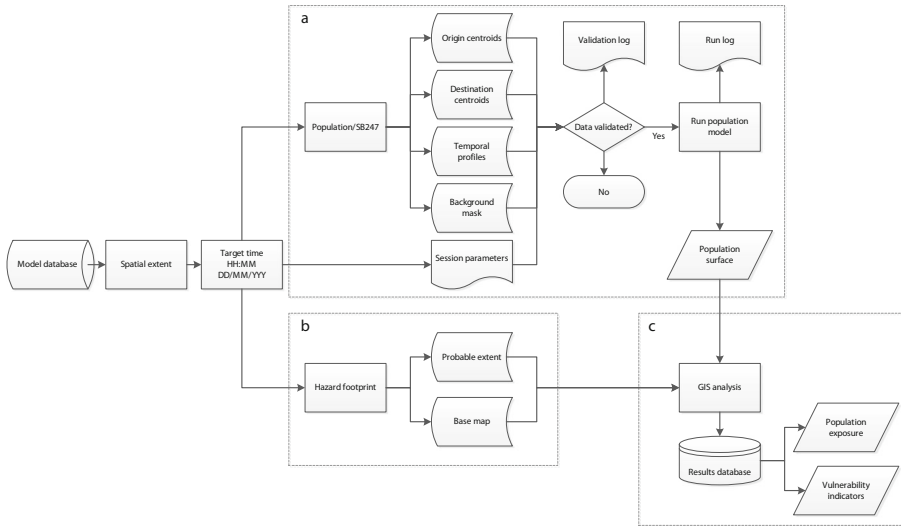 a
Origin centroids
Validation log
Run log
Destination
centroids
Population/SB247
Data validated?
Yes
Run population
model
Temporal
profiles
No
Background
mask
Model database
Spatial extent
Target time
HH:MM
DD/MM/YYY
Session parameters
Population
surface
b
Probable extent
Hazard footprint
Base map
c
GIS analysis
Results database
Population
exposure
Vulnerability
indicators